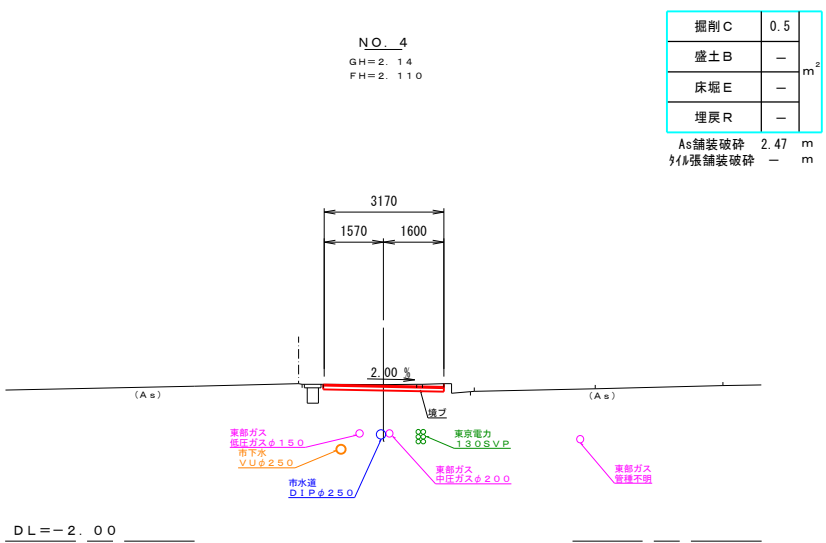 NO. 4
GH=2. 14
FH=2. 110
掘削C 0.5
盛土B －
床堀E －
埋戻R －
m²
As舗装破砕 2.47 m
ﾀｲﾙ張舗装破砕 － m
3170
1570 1600
2.00 %
(As)
(As)
境ブ
東部ガス
低圧ガスφ150
市下水
VUφ250
市水道
DIPφ250
東部ガス
中圧ガスφ200
東京電力
130SVP
東部ガス
管種不明
DL=-2. 00